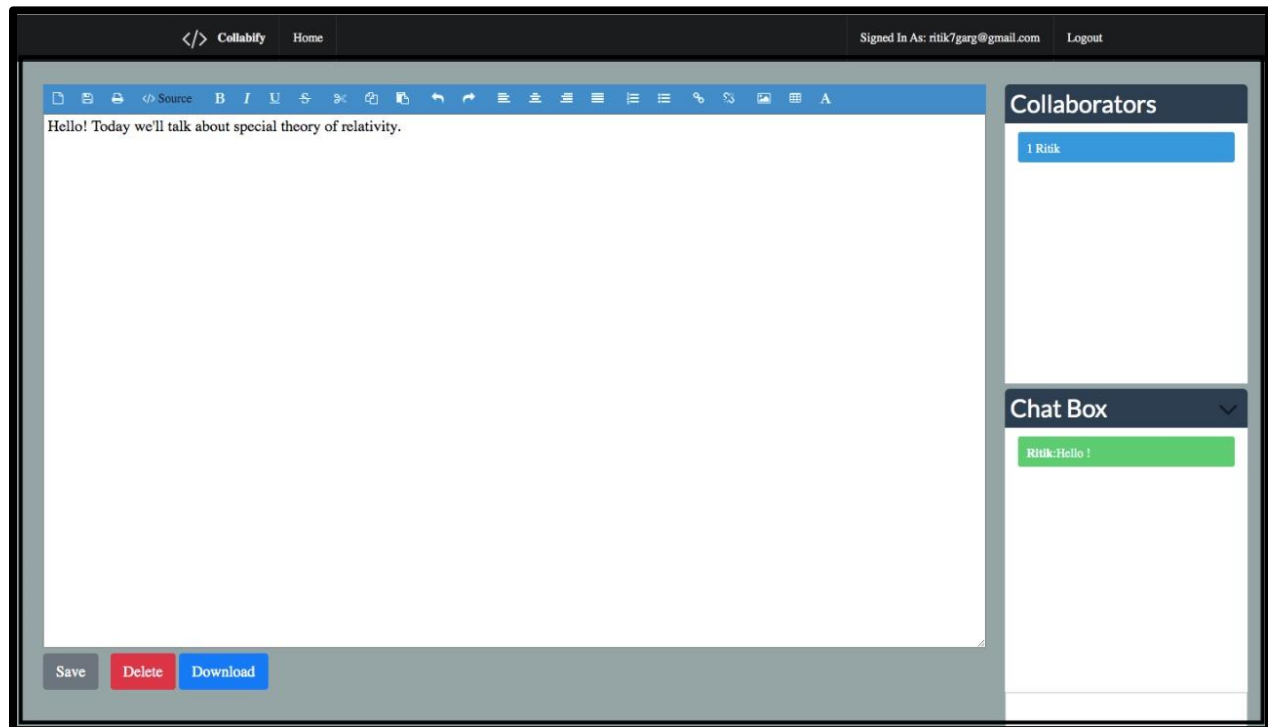 </> Collabify Home Signed In As: ritik7garg@gmail.com Logout
</> Source B I U S A
Hello! Today we'll talk about special theory of relativity.
Save Delete Download
Collaborators
1 Ritik
Chat Box
Ritik:Hello !